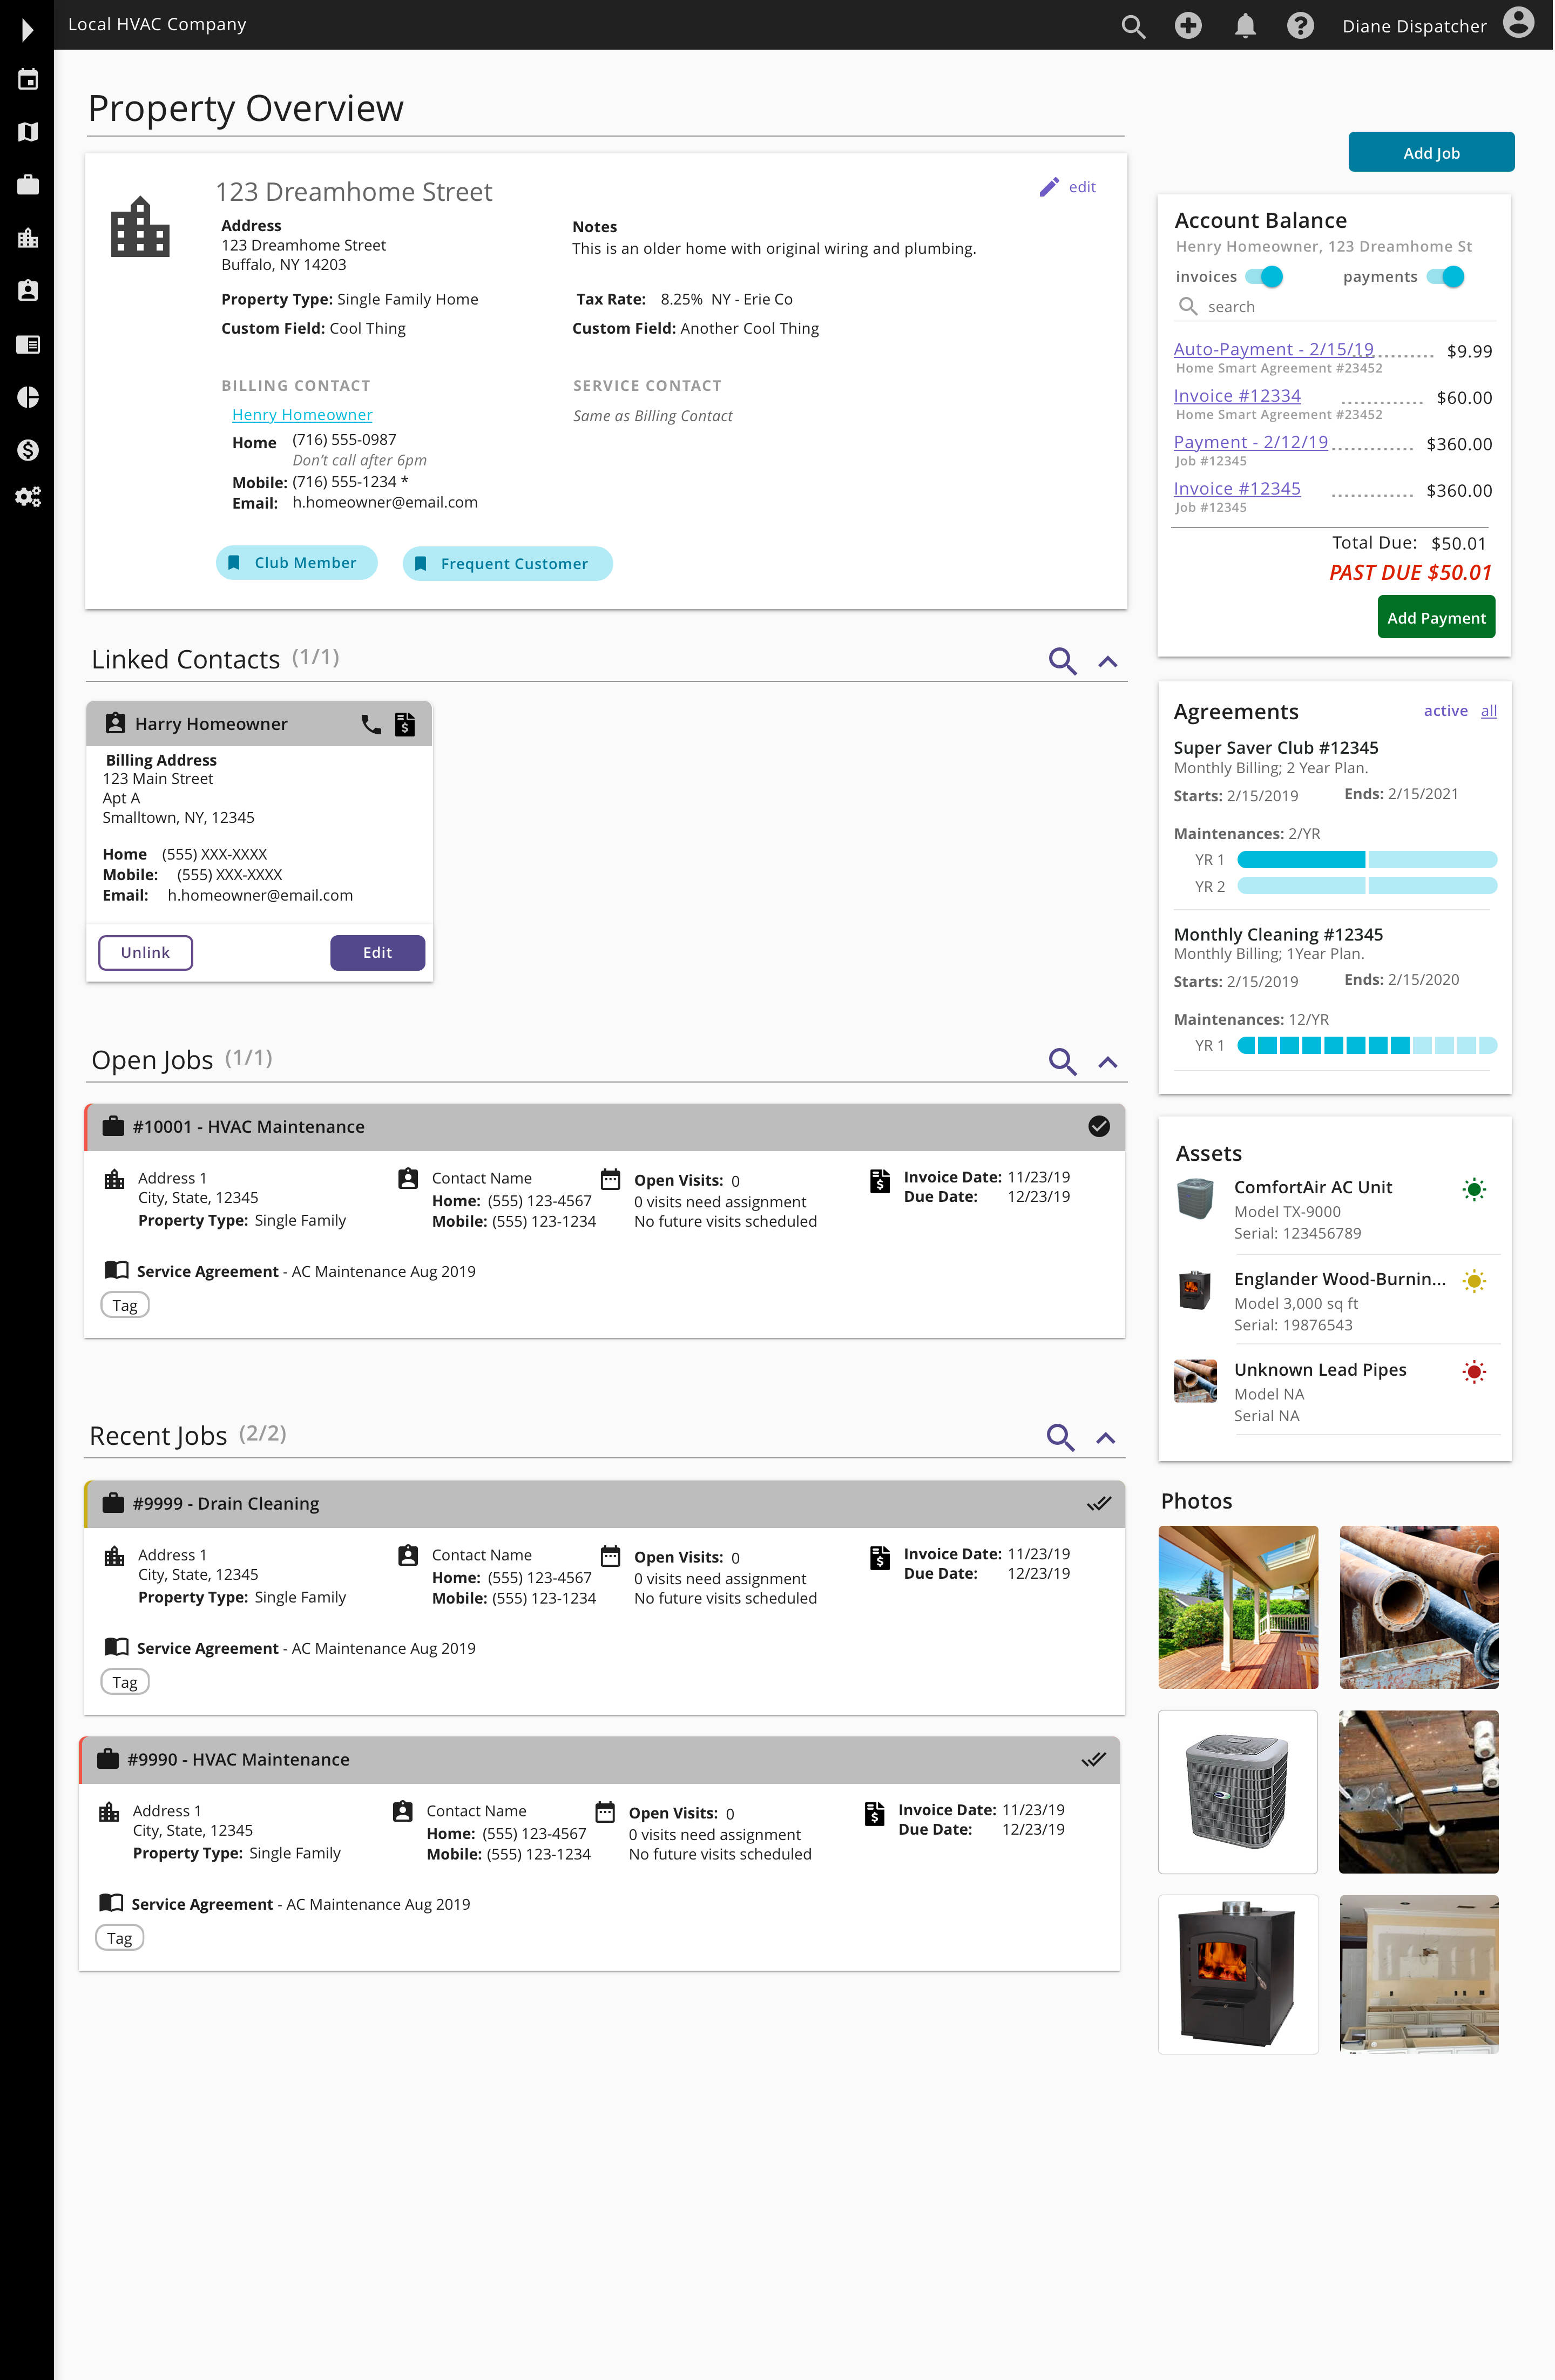 Local HVAC Company
Diane Dispatcher
Property Overview
Add Job
123 Dreamhome Street
edit
Address
123 Dreamhome Street
Buffalo, NY 14203
Notes
This is an older home with original wiring and plumbing.
Property Type: Single Family Home
Tax Rate: 8.25% NY - Erie Co
Custom Field: Cool Thing
Custom Field: Another Cool Thing
BILLING CONTACT
Henry Homeowner
Home (716) 555-0987
Don’t call after 6pm
Mobile: (716) 555-1234 *
Email: h.homeowner@email.com
SERVICE CONTACT
Same as Billing Contact
Club Member
Frequent Customer
Linked Contacts (1/1)
Harry Homeowner
Billing Address
123 Main Street
Apt A
Smalltown, NY, 12345
Home (555) XXX-XXXX
Mobile: (555) XXX-XXXX
Email: h.homeowner@email.com
Unlink
Edit
Open Jobs (1/1)
#10001 - HVAC Maintenance
Address 1
City, State, 12345
Property Type: Single Family
Contact Name
Home: (555) 123-4567
Mobile: (555) 123-1234
Open Visits: 0
0 visits need assignment
No future visits scheduled
Invoice Date: 11/23/19
Due Date: 12/23/19
Service Agreement - AC Maintenance Aug 2019
Tag
Recent Jobs (2/2)
#9999 - Drain Cleaning
Address 1
City, State, 12345
Property Type: Single Family
Contact Name
Home: (555) 123-4567
Mobile: (555) 123-1234
Open Visits: 0
0 visits need assignment
No future visits scheduled
Invoice Date: 11/23/19
Due Date: 12/23/19
Service Agreement - AC Maintenance Aug 2019
Tag
#9990 - HVAC Maintenance
Address 1
City, State, 12345
Property Type: Single Family
Contact Name
Home: (555) 123-4567
Mobile: (555) 123-1234
Open Visits: 0
0 visits need assignment
No future visits scheduled
Invoice Date: 11/23/19
Due Date: 12/23/19
Service Agreement - AC Maintenance Aug 2019
Tag
Account Balance
Henry Homeowner, 123 Dreamhome St
invoices
payments
search
Auto-Payment - 2/15/19 ............ $9.99
Home Smart Agreement #23452
Invoice #12334 ............. $60.00
Home Smart Agreement #23452
Payment - 2/12/19 ............. $360.00
Job #12345
Invoice #12345 ............. $360.00
Job #12345
Total Due: $50.01
PAST DUE $50.01
Add Payment
Agreements
active all
Super Saver Club #12345
Monthly Billing; 2 Year Plan.
Starts: 2/15/2019 Ends: 2/15/2021
Maintenances: 2/YR
YR 1
YR 2
Monthly Cleaning #12345
Monthly Billing; 1Year Plan.
Starts: 2/15/2019 Ends: 2/15/2020
Maintenances: 12/YR
YR 1
Assets
ComfortAir AC Unit
Model TX-9000
Serial: 123456789
Englander Wood-Burnin...
Model 3,000 sq ft
Serial: 19876543
Unknown Lead Pipes
Model NA
Serial NA
Photos